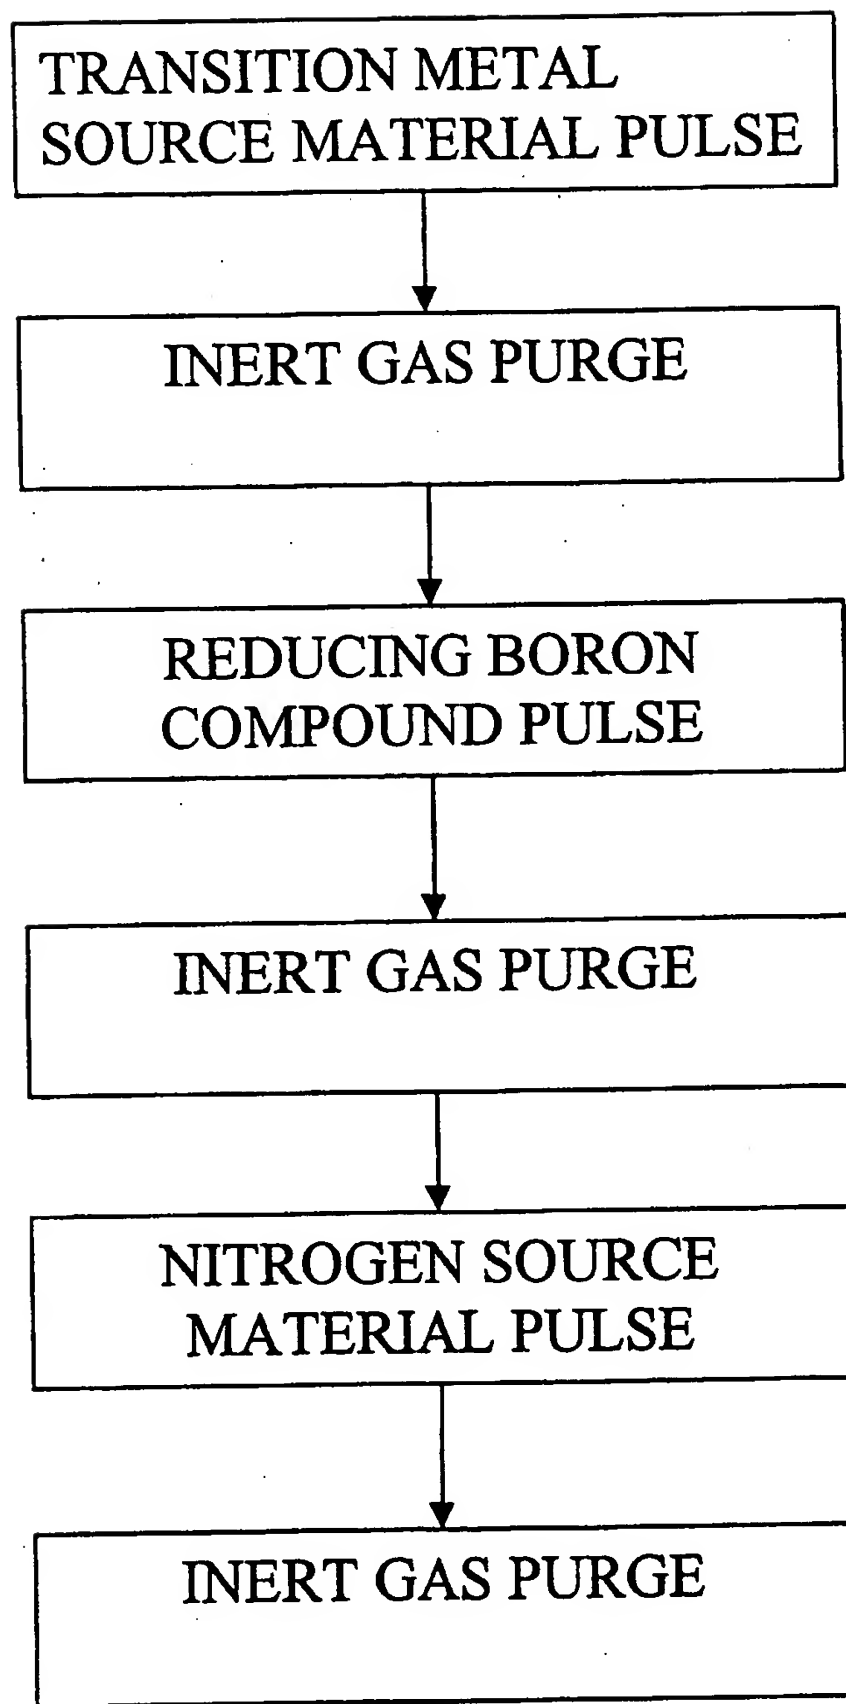 TRANSITION METAL
SOURCE MATERIAL PULSE
INERT GAS PURGE
REDUCING BORON
COMPOUND PULSE
INERT GAS PURGE
NITROGEN SOURCE
MATERIAL PULSE
INERT GAS PURGE